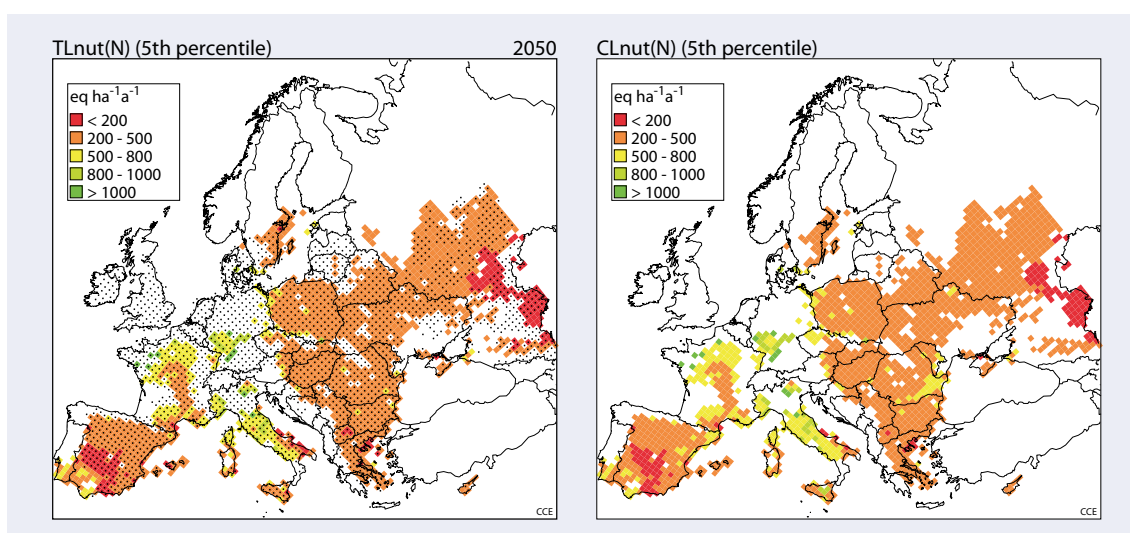 TLnut(N) (5th percentile) 2050
eq ha⁻¹a⁻¹
< 200
200 - 500
500 - 800
800 - 1000
> 1000
CCE
CLnut(N) (5th percentile)
eq ha⁻¹a⁻¹
< 200
200 - 500
500 - 800
800 - 1000
> 1000
CCE